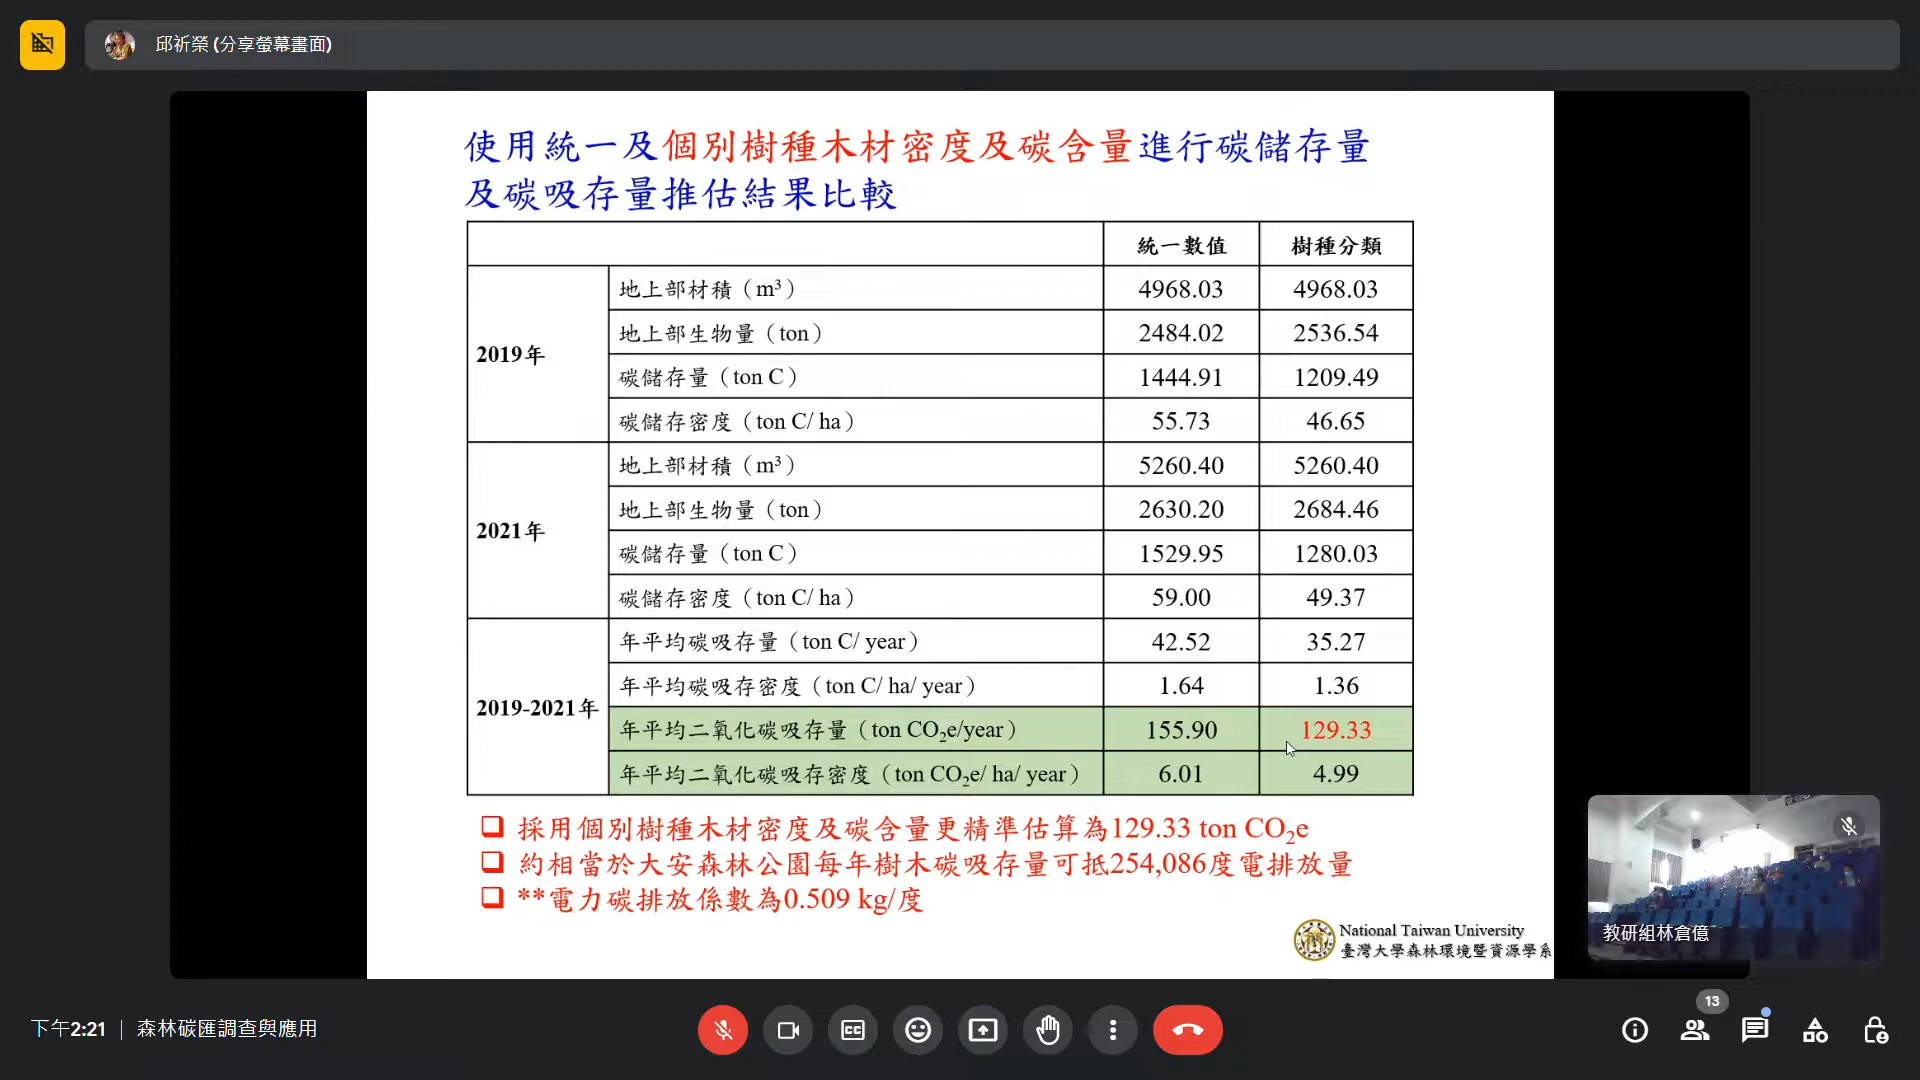 邱祈榮 (分享螢幕畫面)
使用統一及個別樹種木材密度及碳含量進行碳儲存量
及碳吸存量推估結果比較
統一數值 樹種分類
2019年
地上部材積（m³） 4968.03 4968.03
地上部生物量（ton） 2484.02 2536.54
碳儲存量（ton C） 1444.91 1209.49
碳儲存密度（ton C/ ha） 55.73 46.65
2021年
地上部材積（m³） 5260.40 5260.40
地上部生物量（ton） 2630.20 2684.46
碳儲存量（ton C） 1529.95 1280.03
碳儲存密度（ton C/ ha） 59.00 49.37
2019-2021年
年平均碳吸存量（ton C/ year） 42.52 35.27
年平均碳吸存密度（ton C/ ha/ year） 1.64 1.36
年平均二氧化碳吸存量（ton CO₂e/year） 155.90 129.33
年平均二氧化碳吸存密度（ton CO₂e/ ha/ year） 6.01 4.99
❑ 採用個別樹種木材密度及碳含量更精準估算為129.33 ton CO₂e
❑ 約相當於大安森林公園每年樹木碳吸存量可抵254,086度電排放量
❑ **電力碳排放係數為0.509 kg/度
National Taiwan University
臺灣大學森林環境暨資源學系
教研組林倉億
下午2:21 | 森林碳匯調查與應用
13